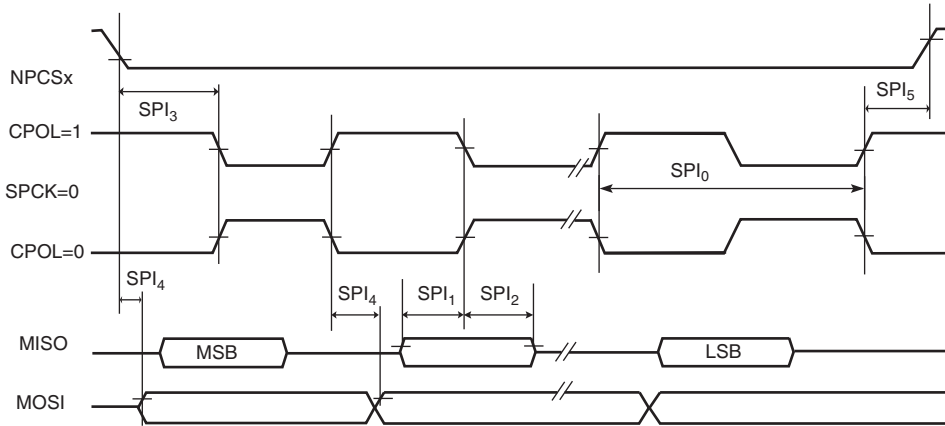 NPCSx
SPI₃
SPI₅
CPOL=1
SPCK=0
SPI₀
CPOL=0
SPI₄
SPI₄
SPI₁
SPI₂
MISO
MSB
LSB
MOSI